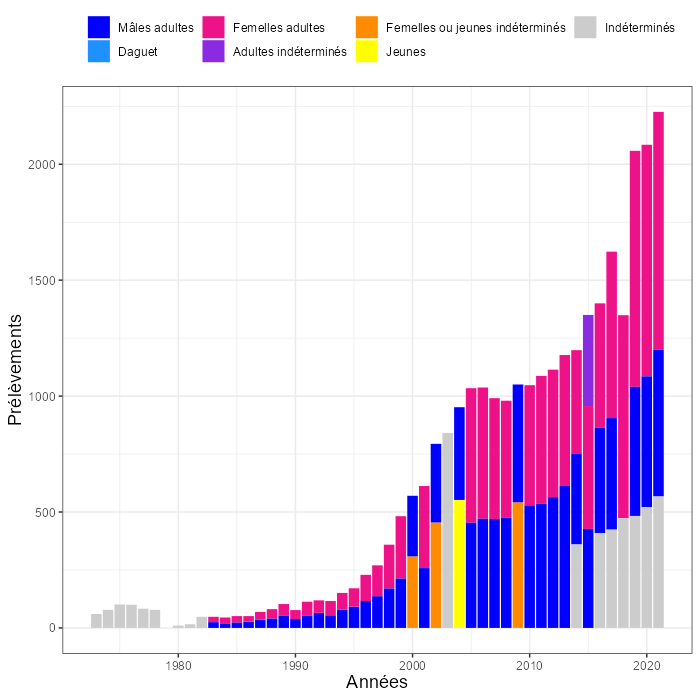 Mâles adultes Femelles adultes Femelles ou jeunes indéterminés Indéterminés
Daguet Adultes indéterminés Jeunes
2000
1500
1000
500
0
Prélèvements
1980 1990 2000 2010 2020
Années